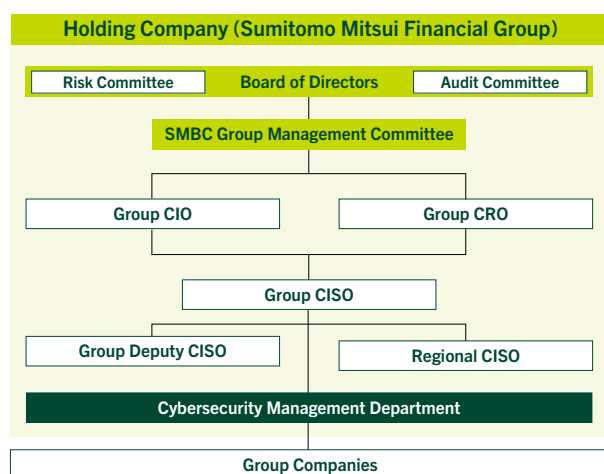 Holding Company (Sumitomo Mitsui Financial Group)
Risk Committee
Board of Directors
Audit Committee
SMBC Group Management Committee
Group CIO
Group CRO
Group CISO
Group Deputy CISO
Regional CISO
Cybersecurity Management Department
Group Companies